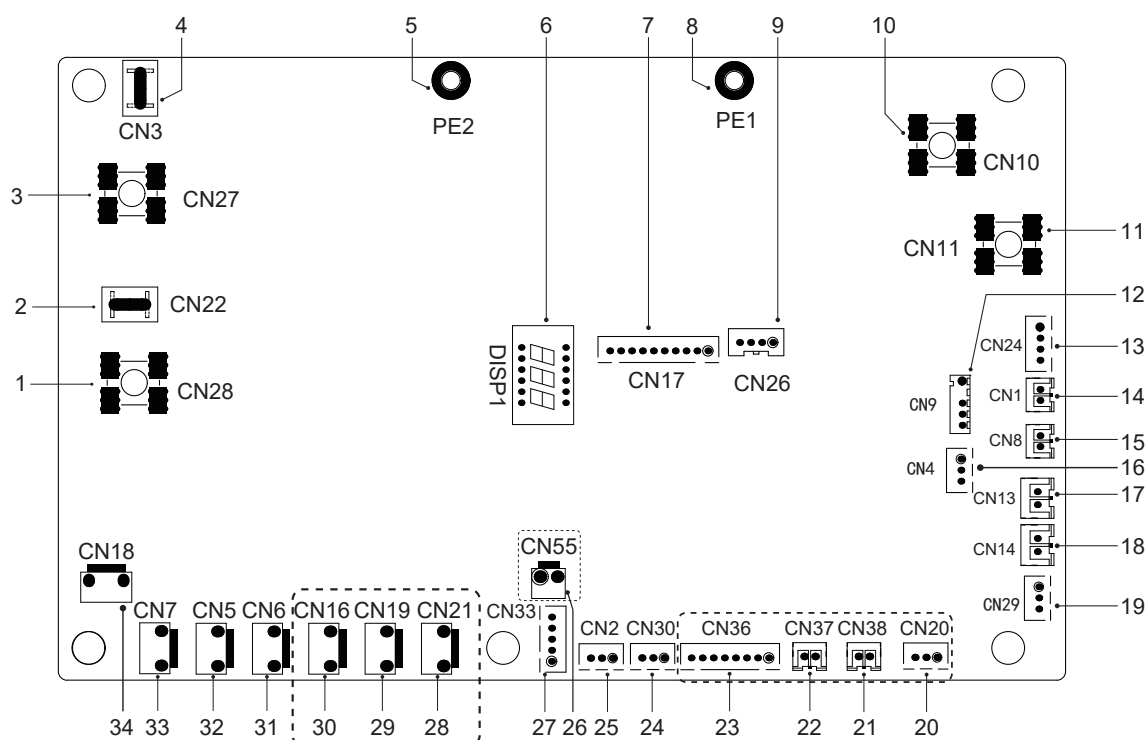 4 5 6 7 8 9 10
CN3 PE2 PE1
CN10
3 CN27
CN11 11
2 CN22
12
CN24 13
DISP1
CN17 CN26
1 CN28
CN9 CN1 14
CN8 15
CN4 16
CN13 17
CN14 18
CN18 CN55
CN29 19
CN7 CN5 CN6 CN16 CN19 CN21 CN33 CN2 CN30 CN36 CN37 CN38 CN20
34 33 32 31 30 29 28 27 26 25 24 23 22 21 20